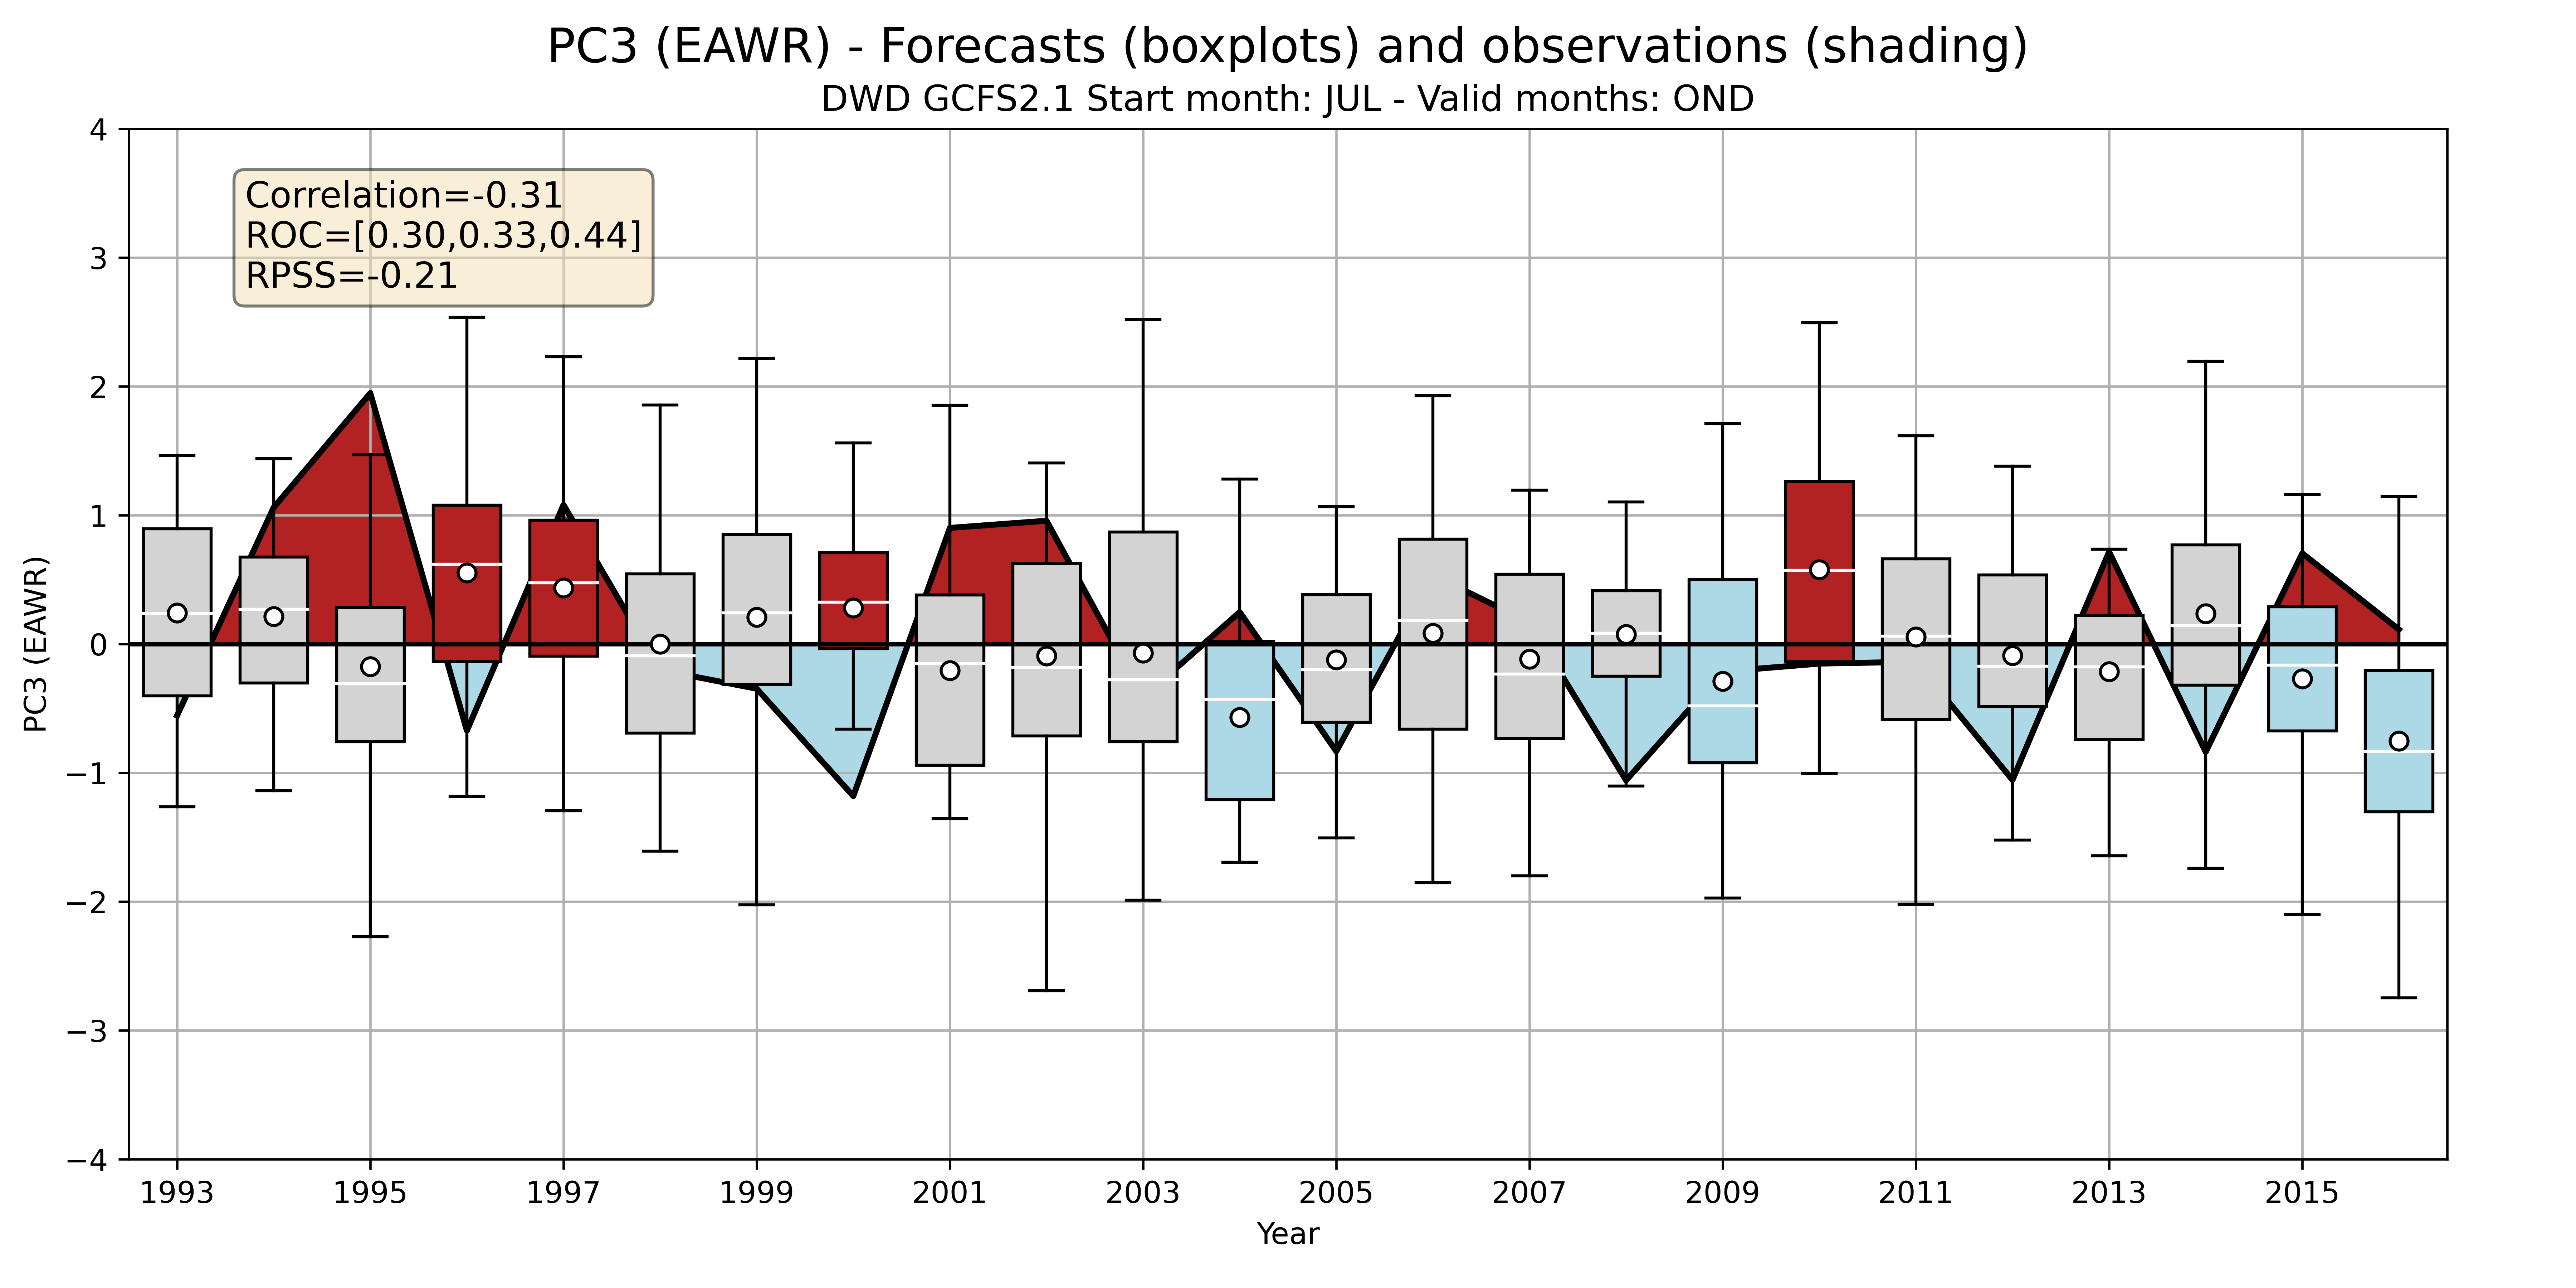 PC3 (EAWR) - Forecasts (boxplots) and observations (shading)
DWD GCFS2.1 Start month: JUL - Valid months: OND
Correlation=-0.31
ROC=[0.30,0.33,0.44]
RPSS=-0.21
PC3 (EAWR)
4
3
2
1
0
−1
−2
−3
−4
1993 1995 1997 1999 2001 2003 2005 2007 2009 2011 2013 2015
Year